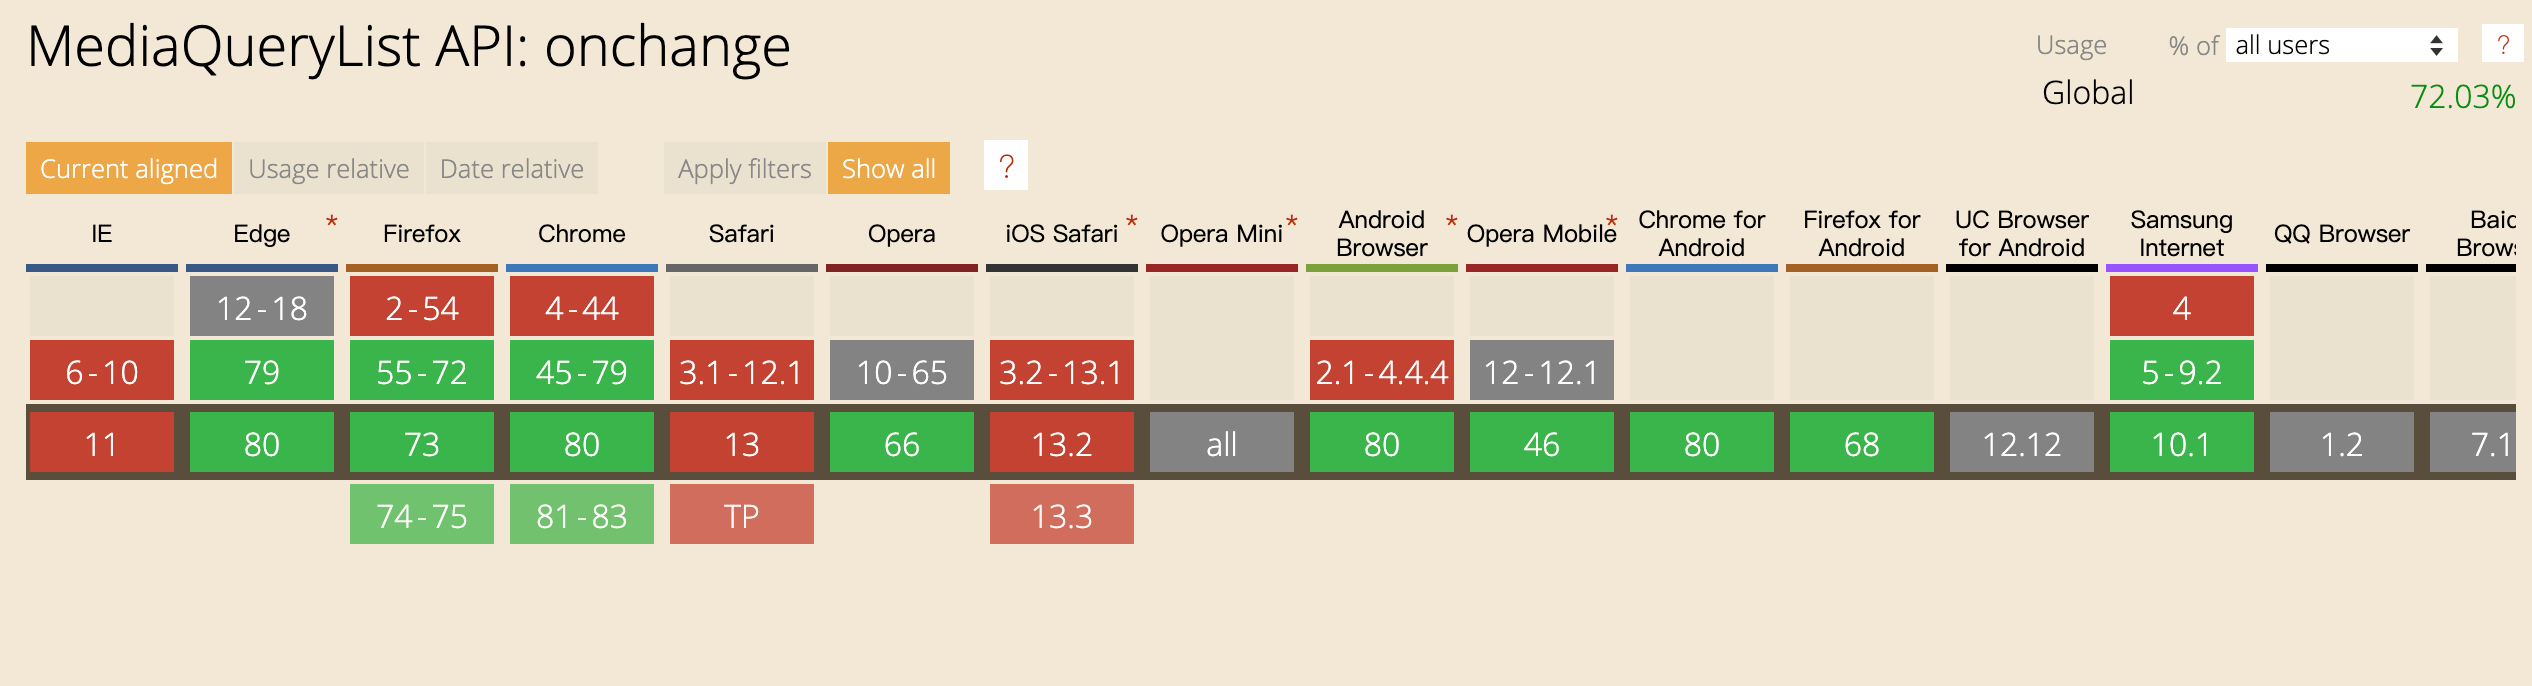 MediaQueryList API: onchange
Usage % of all users ?
Global 72.03%
Current aligned Usage relative Date relative Apply filters Show all ?
IE Edge * Firefox Chrome Safari Opera iOS Safari * Opera Mini * Android Browser * Opera Mobile * Chrome for Android Firefox for Android UC Browser for Android Samsung Internet QQ Browser
12-18 2-54 4-44 4
6-10 79 55-72 45-79 3.1-12.1 10-65 3.2-13.1 2.1-4.4.4 12-12.1 5-9.2
11 80 73 80 13 66 13.2 all 80 46 80 68 12.12 10.1 1.2 7.1
74-75 81-83 TP 13.3